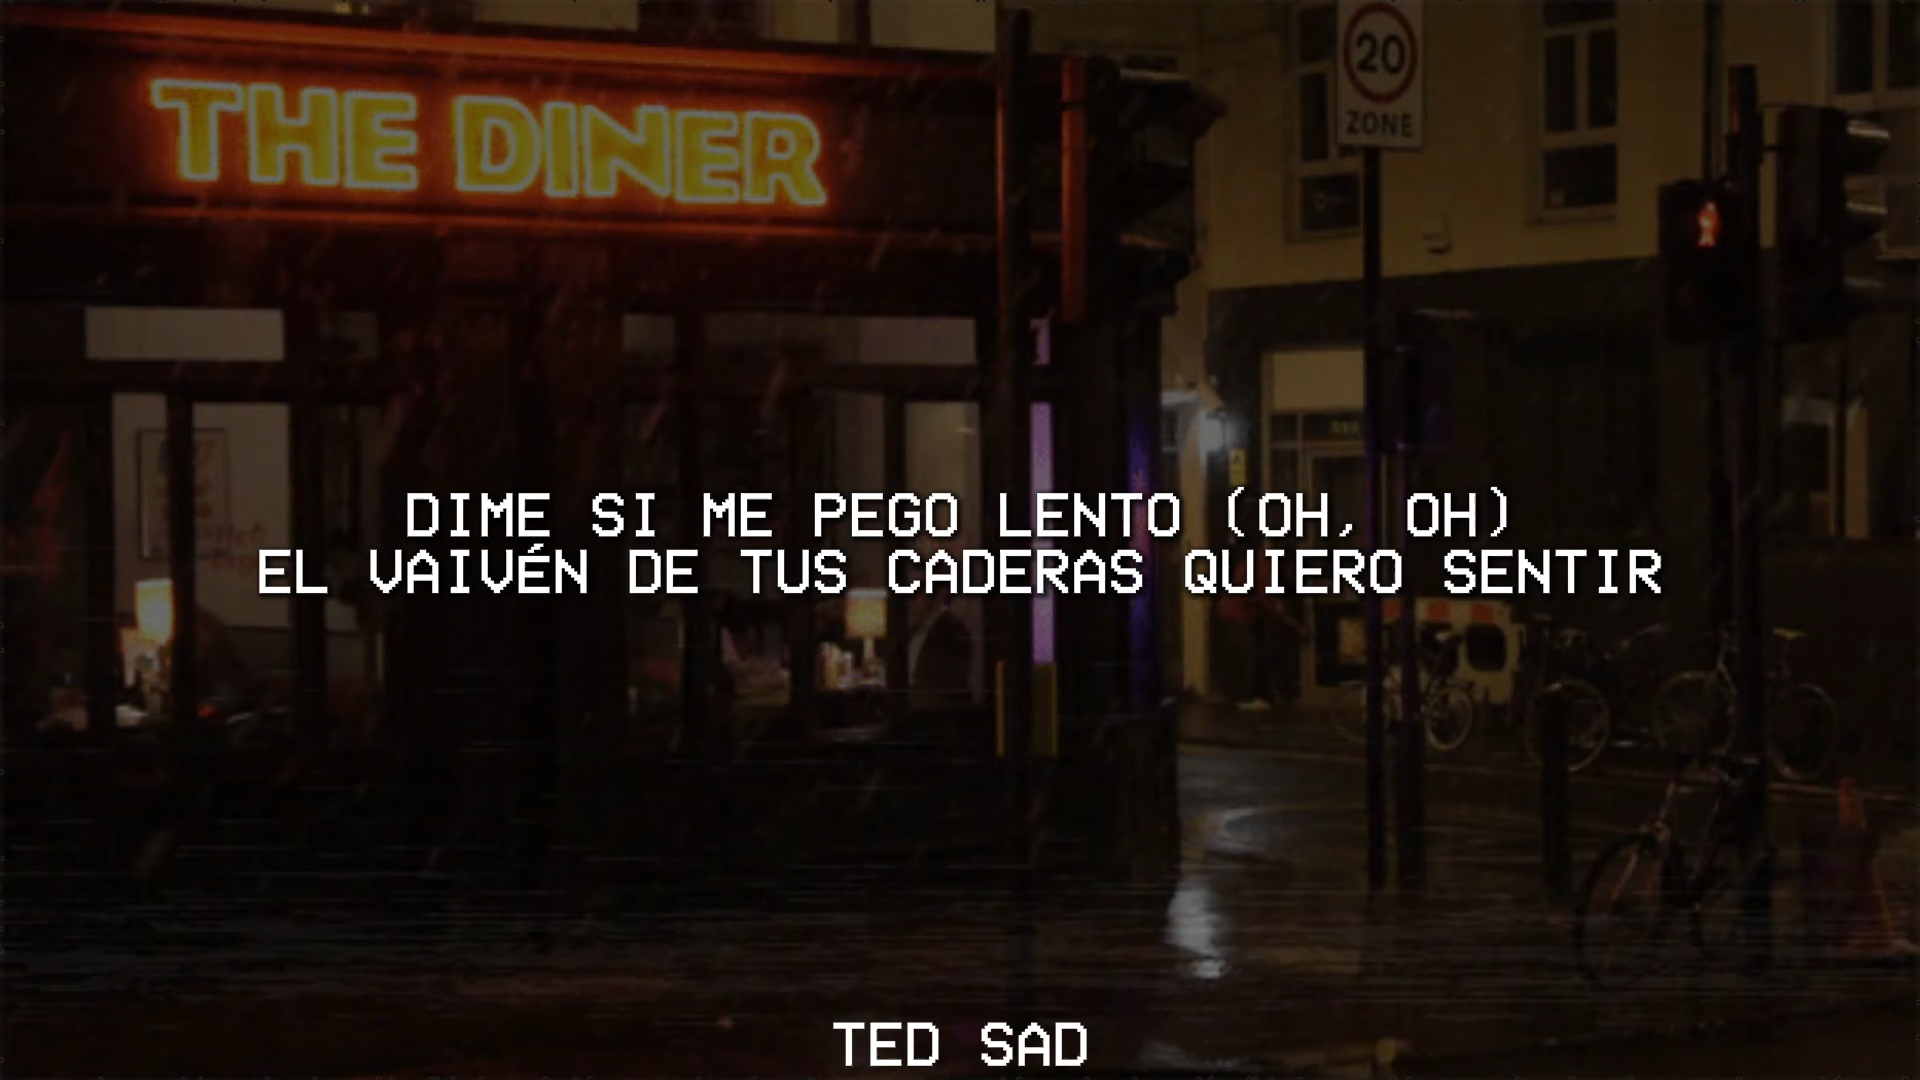 THE DINER
20
ZONE
DIME SI ME PEGO LENTO (OH, OH)
EL VAIVÉN DE TUS CADERAS QUIERO SENTIR
TED SAD